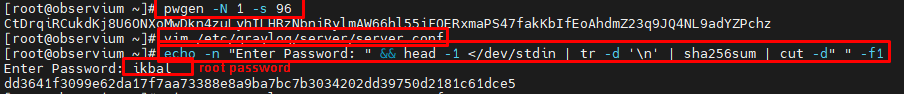 [root@observium ~]# pwgen -N 1 -s 96
CtDrqiRCukdKj8U6ONXoMwDkn4zuLvhILHRzNbniRylmAW66hl55iFOERxmaPS47fakKbIfEoAhdmZ23q9JQ4NL9adYZPchz
[root@observium ~]# vim /etc/graylog/server/server.conf
[root@observium ~]# echo -n "Enter Password: " && head -1 </dev/stdin | tr -d '\n' | sha256sum | cut -d" " -f1
Enter Password: ikbal root password
dd3641f3099e62da17f7aa73388e8a9ba7bc7b3034202dd39750d2181c61dce5